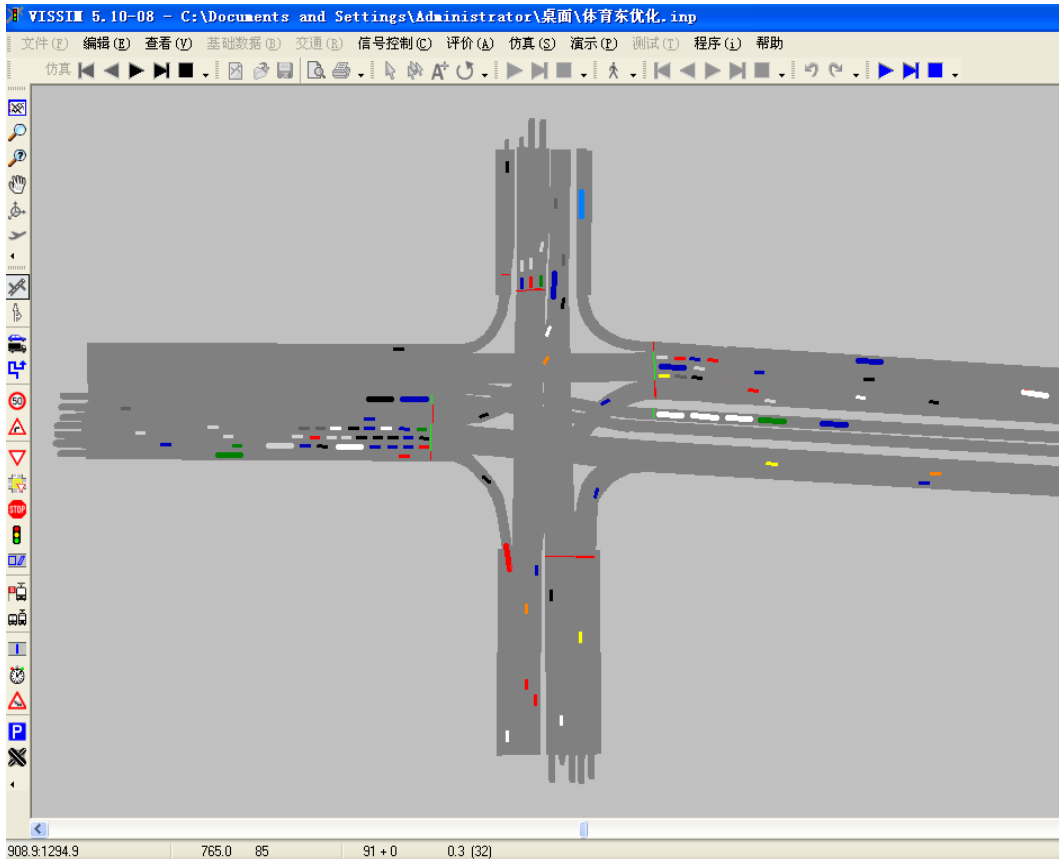 VISSIM 5.10-08 - C:\Documents and Settings\Administrator\桌面\体育东优化.inp
文件(F) 编辑(E) 查看(V) 基础数据(B) 交通(R) 信号控制(C) 评价(A) 仿真(S) 演示(P) 测试(T) 程序(i) 帮助
仿真
50
STOP
P
908.9:1294.9 765.0 85 91 + 0 0.3 (32)